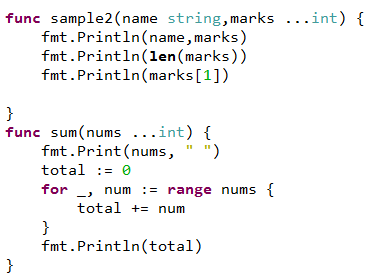 func sample2(name string,marks ...int) {
    fmt.Println(name,marks)
    fmt.Println(len(marks))
    fmt.Println(marks[1])

}
func sum(nums ...int) {
    fmt.Print(nums, " ")
    total := 0
    for _, num := range nums {
        total += num
    }
    fmt.Println(total)
}